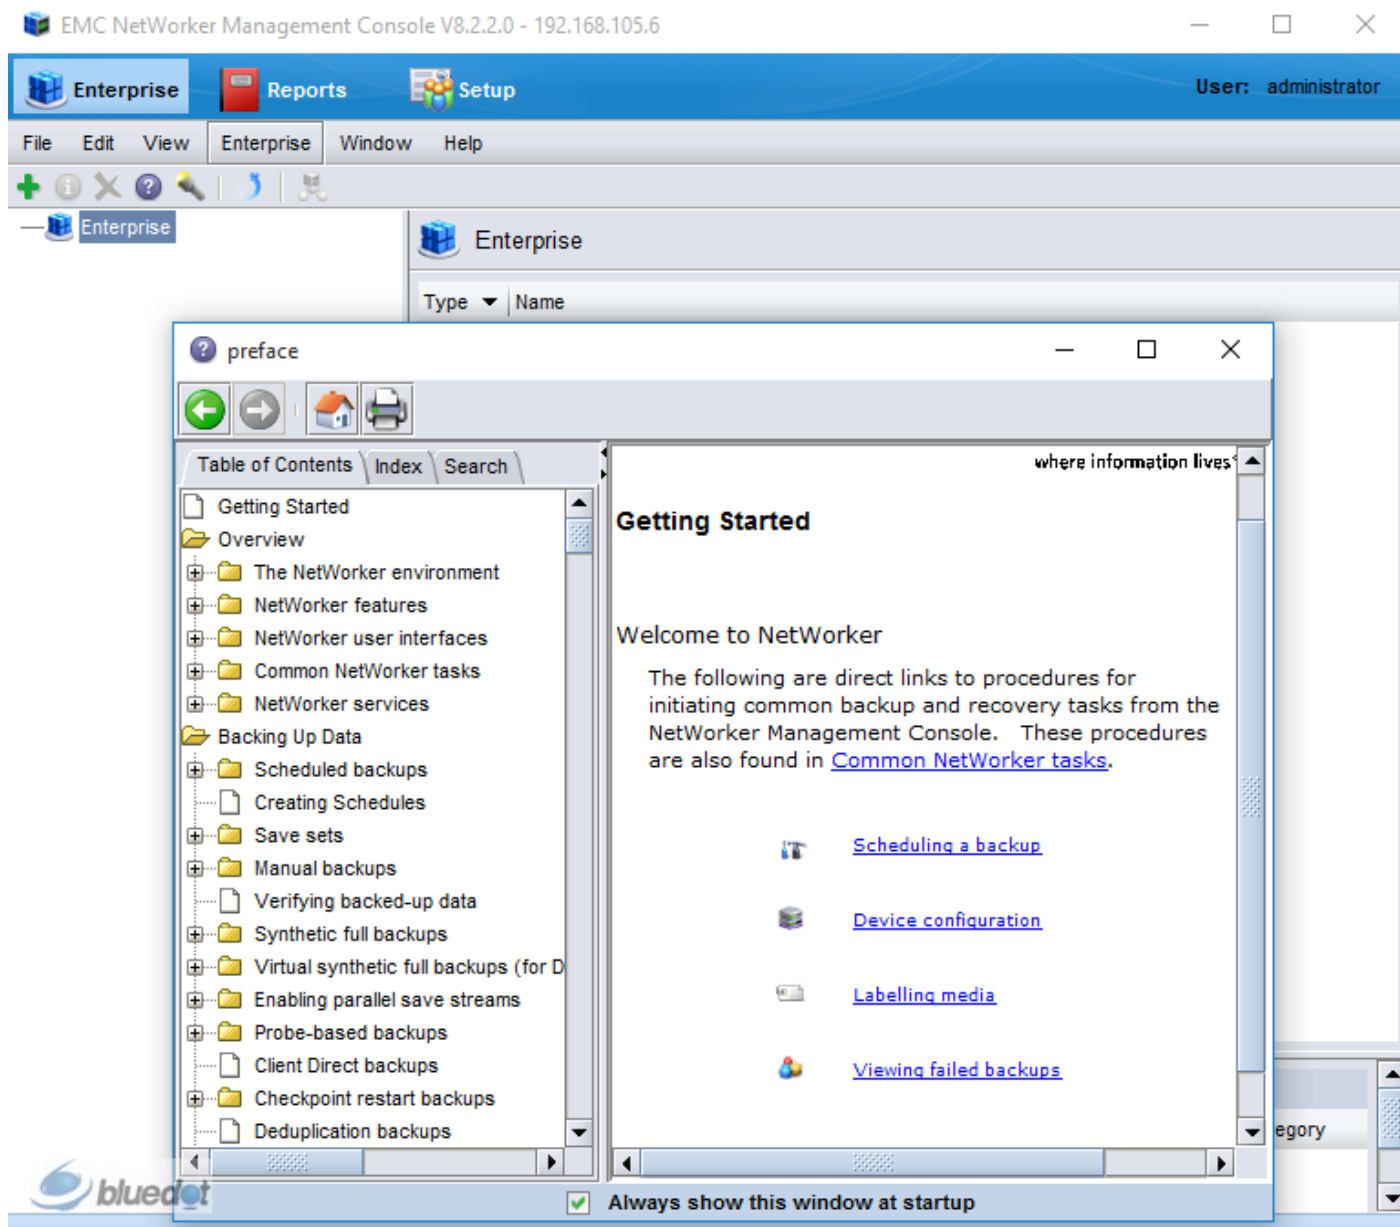 EMC NetWorker Management Console V8.2.2.0 - 192.168.105.6
Enterprise
Reports
Setup
User: administrator
File Edit View Enterprise Window Help
Enterprise
Enterprise
Type Name
preface
Table of Contents Index Search
Getting Started
Overview
The NetWorker environment
NetWorker features
NetWorker user interfaces
Common NetWorker tasks
NetWorker services
Backing Up Data
Scheduled backups
Creating Schedules
Save sets
Manual backups
Verifying backed-up data
Synthetic full backups
Virtual synthetic full backups (for D
Enabling parallel save streams
Probe-based backups
Client Direct backups
Checkpoint restart backups
Deduplication backups
where information lives
Getting Started
Welcome to NetWorker
The following are direct links to procedures for
initiating common backup and recovery tasks from the
NetWorker Management Console. These procedures
are also found in Common NetWorker tasks.
Scheduling a backup
Device configuration
Labelling media
Viewing failed backups
egory
Always show this window at startup
bluedot